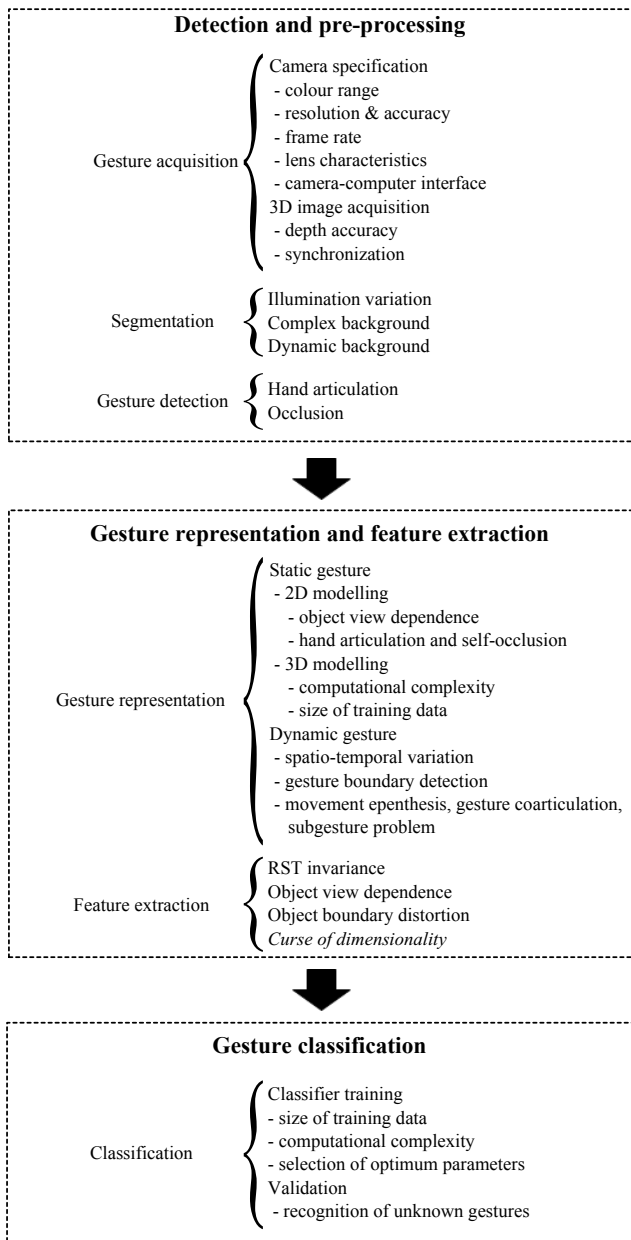 Detection and pre-processing
Gesture acquisition
Camera specification
- colour range
- resolution & accuracy
- frame rate
- lens characteristics
- camera-computer interface
3D image acquisition
- depth accuracy
- synchronization
Segmentation
Illumination variation
Complex background
Dynamic background
Gesture detection
Hand articulation
Occlusion
Gesture representation and feature extraction
Gesture representation
Static gesture
- 2D modelling
- object view dependence
- hand articulation and self-occlusion
- 3D modelling
- computational complexity
- size of training data
Dynamic gesture
- spatio-temporal variation
- gesture boundary detection
- movement epenthesis, gesture coarticulation,
subgesture problem
Feature extraction
RST invariance
Object view dependence
Object boundary distortion
Curse of dimensionality
Gesture classification
Classification
Classifier training
- size of training data
- computational complexity
- selection of optimum parameters
Validation
- recognition of unknown gestures